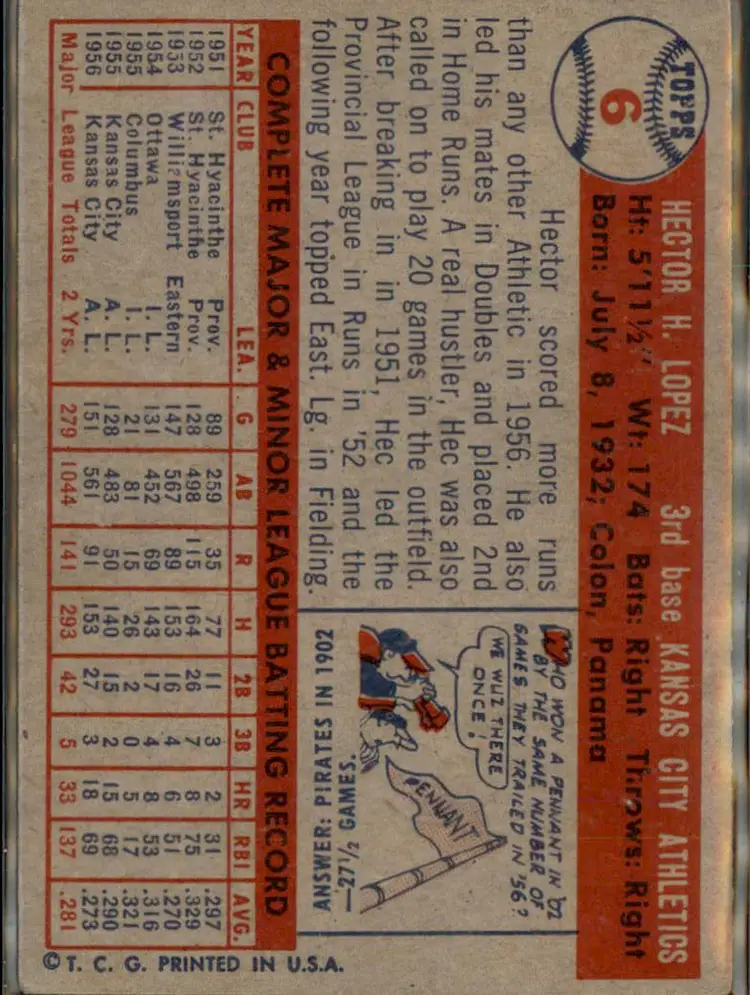 TOPPS
6
HECTOR H. LOPEZ 3rd base KANSAS CITY ATHLETICS
Ht: 5'11½" Wt: 174 Bats: Right Throws: Right
Born: July 8, 1932; Colon, Panama
Hector scored more runs
than any other Athletic in 1956. He also
led his mates in Doubles and placed 2nd
in Home Runs. A real hustler, Hec was also
called on to play 20 games in the outfield.
After breaking in in 1951, Hec led the
Provincial League in Runs in '52 and the
following year topped East. Lg. in Fielding.
WHO WON A PENNANT IN '02
BY THE SAME NUMBER OF
GAMES THEY TRAILED IN '56?
WE WUZ THERE
ONCE!
PENNANT
ANSWER: PIRATES IN 1902
—27½ GAMES.
COMPLETE MAJOR & MINOR LEAGUE BATTING RECORD
YEAR CLUB LEA. G AB R H 2B 3B HR RBI AVG.
1951 St. Hyacinthe Prov. 89 259 35 77 11 3 2 31 .297
1952 St. Hyacinthe Prov. 128 498 115 164 26 7 8 75 .329
1953 Williamsport Eastern 147 567 89 153 16 4 6 51 .270
1954 Ottawa I. L. 131 452 69 143 17 4 8 53 .316
1955 Columbus I. L. 21 81 15 26 2 0 5 17 .321
1955 Kansas City A. L. 128 483 50 140 15 2 15 68 .290
1956 Kansas City A. L. 151 561 91 153 27 3 18 69 .273
Major League Totals 2 Yrs. 279 1044 141 293 42 5 33 137 .281
© T. C. G. PRINTED IN U.S.A.